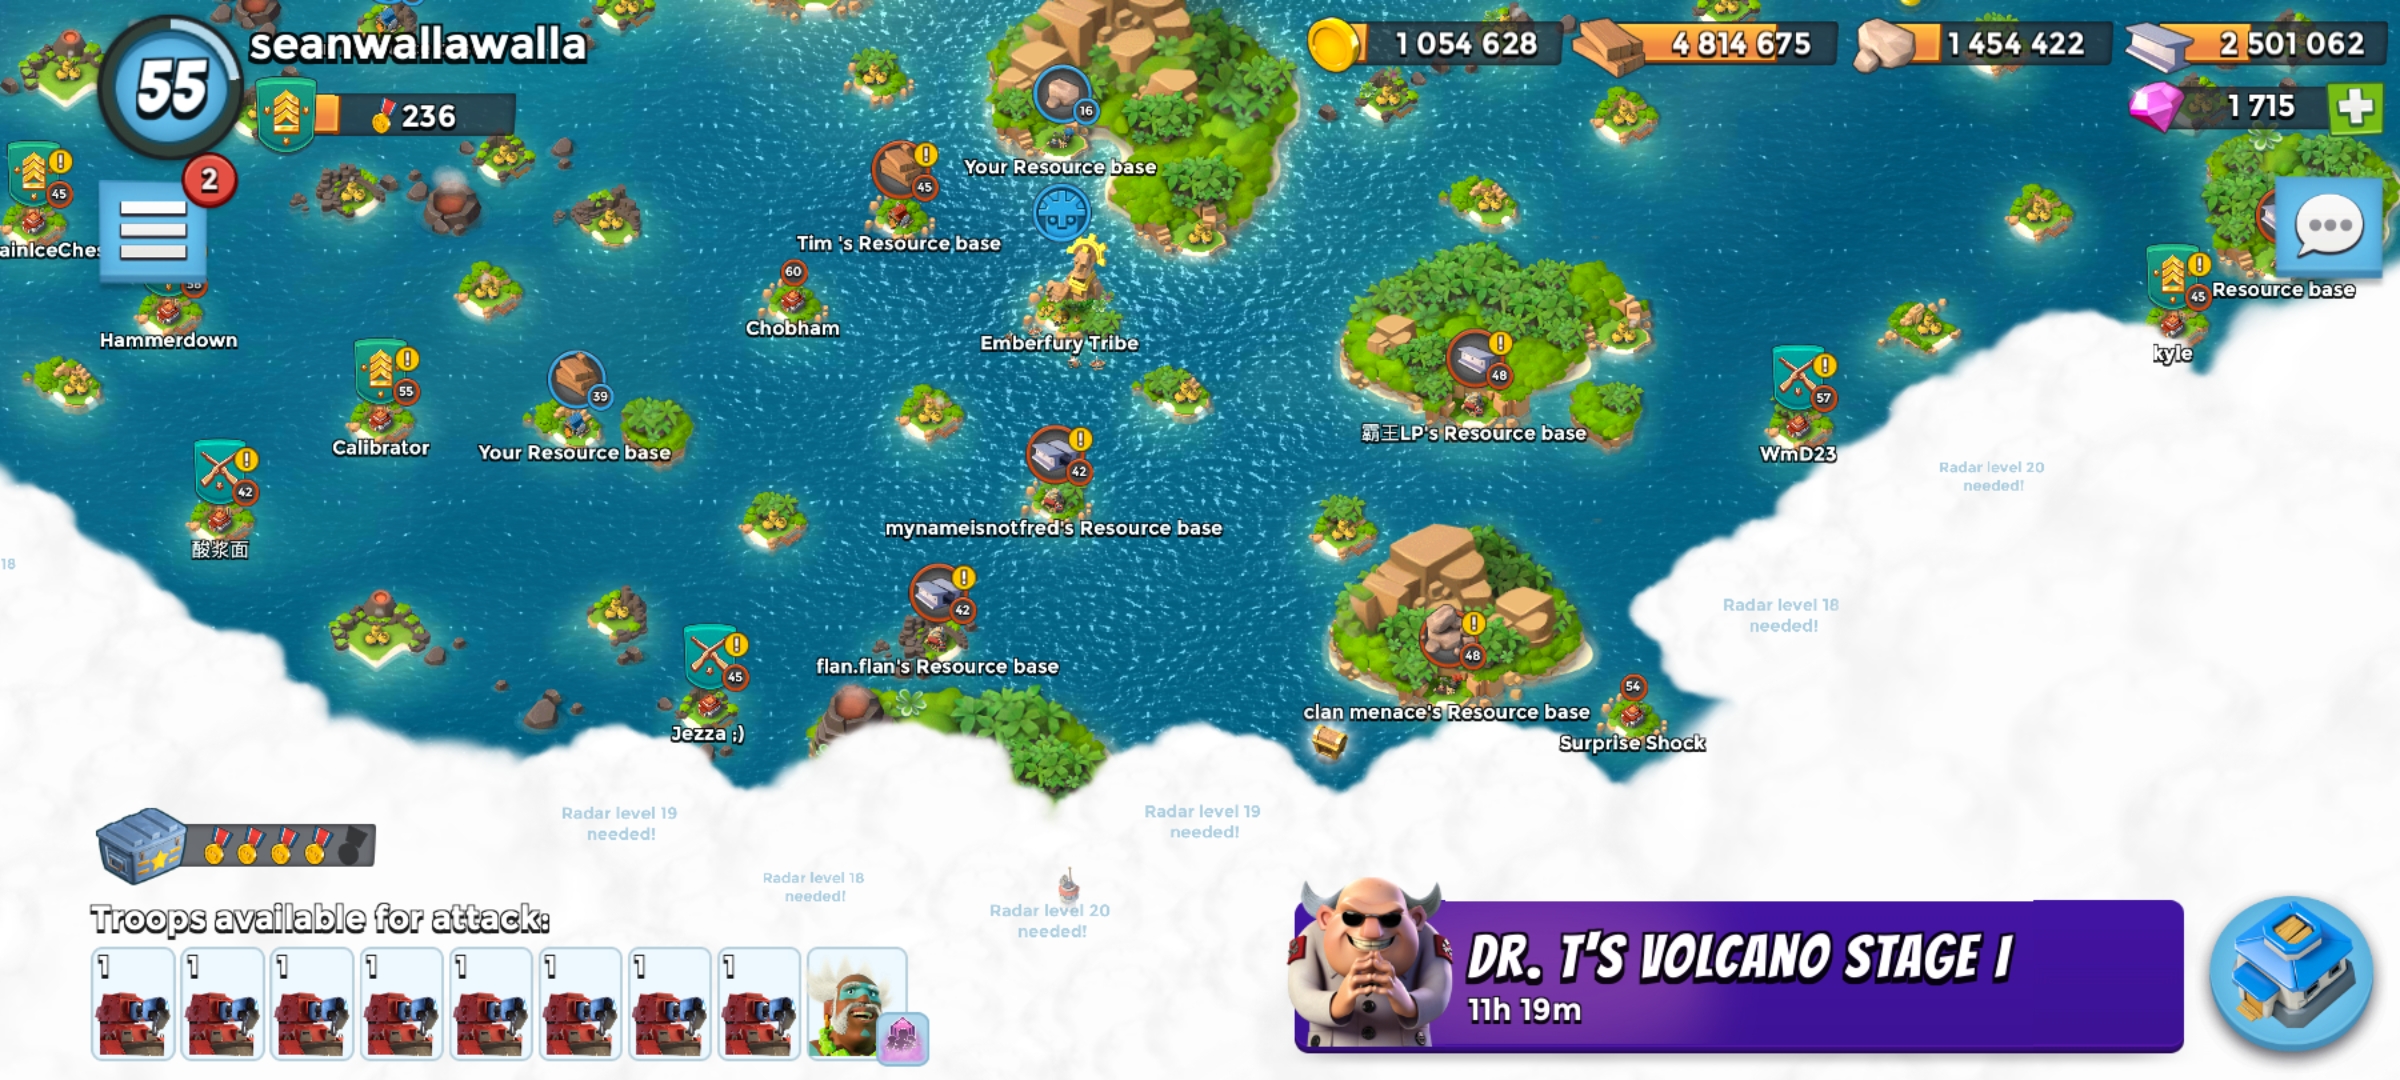 55
seanwallawalla
236
1 054 628
4 814 675
1 454 422
2 501 062
1 715
2
16
Your Resource base
45
Tim 's Resource base
45
ainIceChes
58
Hammerdown
60
Chobham
Emberfury Tribe
45
Resource base
kyle
55
Calibrator
39
Your Resource base
48
霸王LP's Resource base
57
WmD23
42
酸浆面
42
mynameisnotfred's Resource base
Radar level 20
needed!
18
42
flan.flan's Resource base
45
Jezza ;)
48
clan menace's Resource base
54
Surprise Shock
Radar level 18
needed!
Radar level 19
needed!
Radar level 19
needed!
Radar level 18
needed!
Radar level 20
needed!
Troops available for attack:
1 1 1 1 1 1 1 1
DR. T'S VOLCANO STAGE I
11h 19m